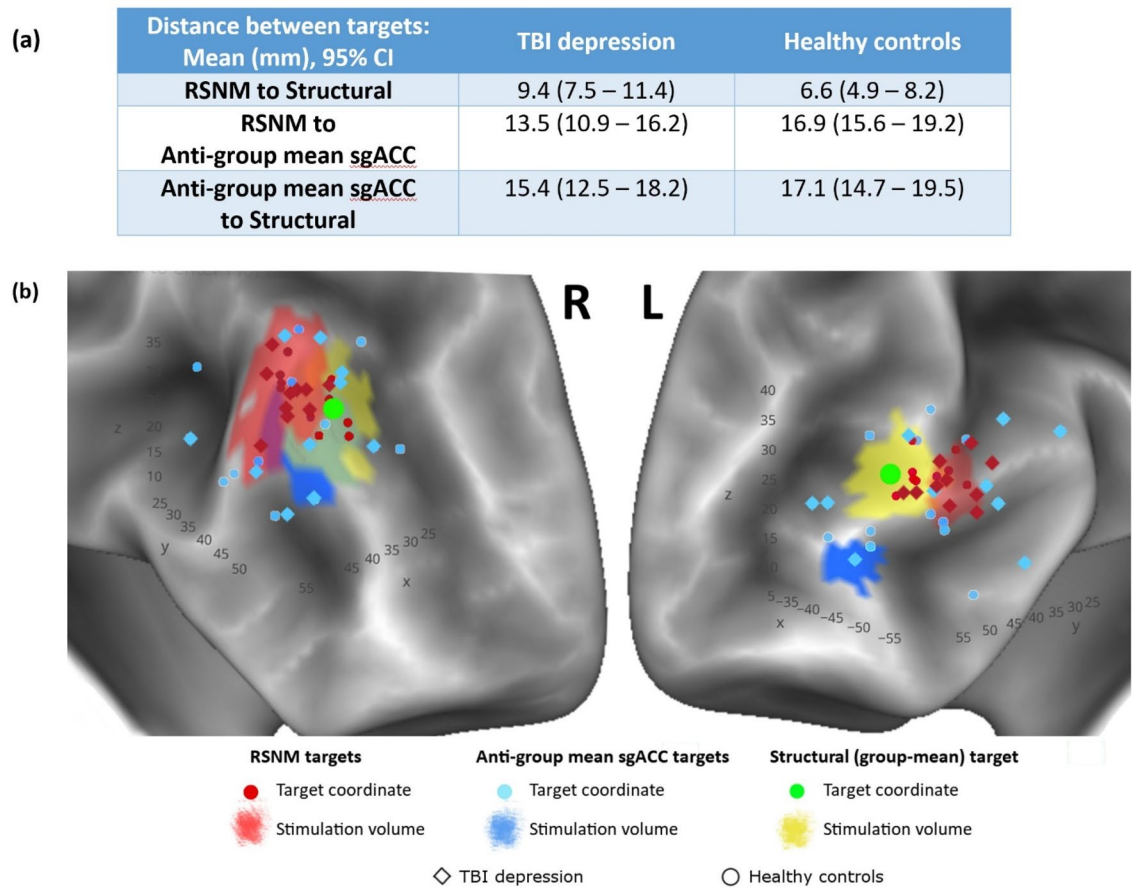 (a)
Distance between targets: TBI depression Healthy controls
Mean (mm), 95% CI
RSNM to Structural 9.4 (7.5 – 11.4) 6.6 (4.9 – 8.2)
RSNM to 13.5 (10.9 – 16.2) 16.9 (15.6 – 19.2)
Anti-group mean sgACC
Anti-group mean sgACC 15.4 (12.5 – 18.2) 17.1 (14.7 – 19.5)
to Structural
(b)
R L
35
z
20
15
10
25
30
35
y
40
45
50
55
45
40
35
30
25
x
40
35
30
z
25
20
15
0
5
-35
-40
x
-45
-50
-55
55
50
45
40
35
30
25
y
RSNM targets Anti-group mean sgACC targets Structural (group-mean) target
Target coordinate Target coordinate Target coordinate
Stimulation volume Stimulation volume Stimulation volume
TBI depression Healthy controls